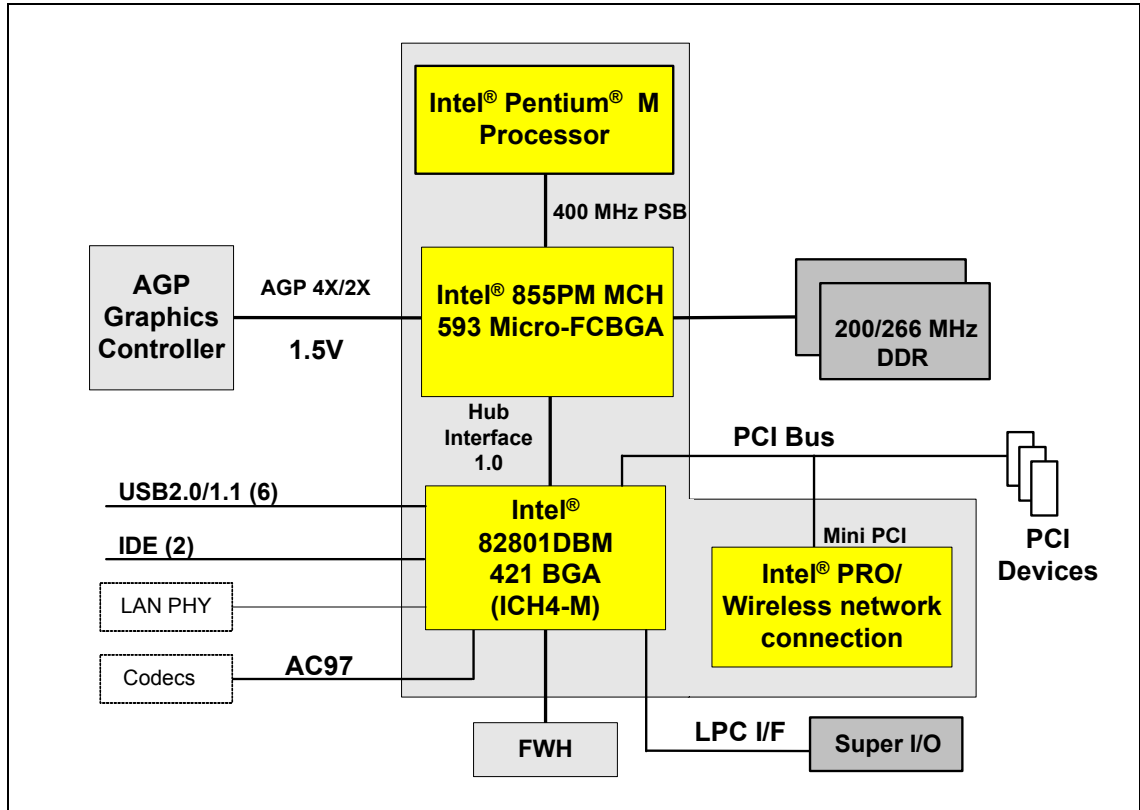 Intel® Pentium® M
Processor
400 MHz PSB
AGP
Graphics
Controller
AGP 4X/2X
1.5V
Intel® 855PM MCH
593 Micro-FCBGA
200/266 MHz
DDR
Hub
Interface
1.0
PCI Bus
USB2.0/1.1 (6)
IDE (2)
LAN PHY
Codecs
AC97
Intel®
82801DBM
421 BGA
(ICH4-M)
Mini PCI
Intel® PRO/
Wireless network
connection
PCI
Devices
FWH
LPC I/F
Super I/O